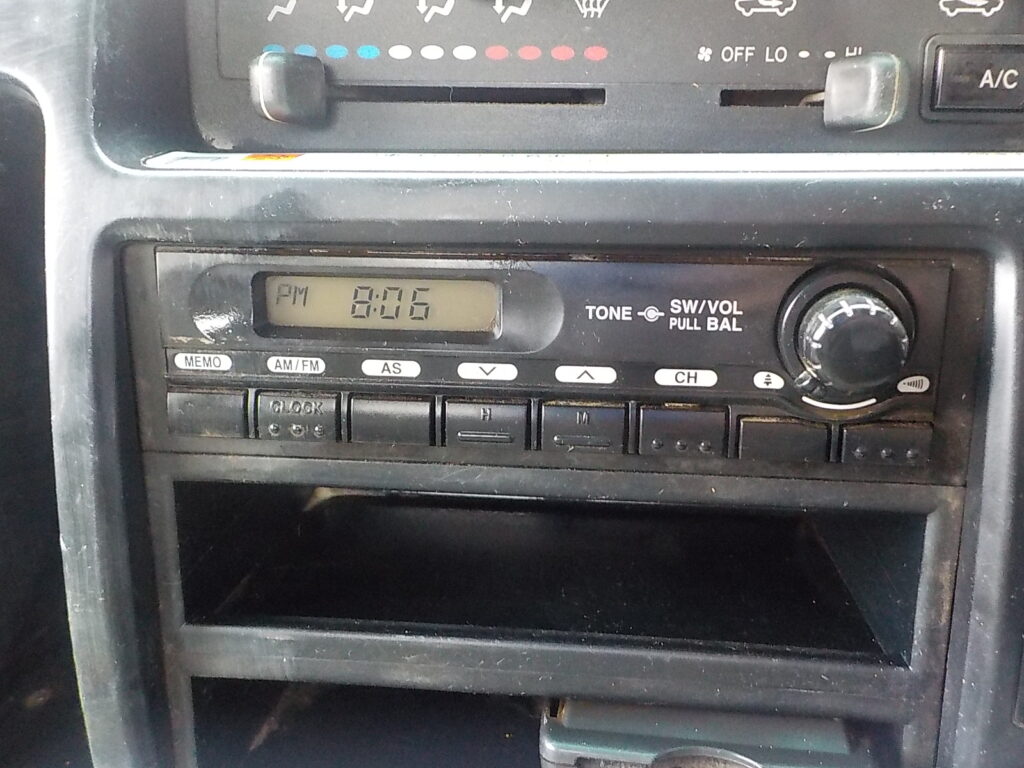 OFF LO HI
A/C
PM 8:06
TONE SW/VOL
PULL BAL
MEMO AM/FM AS CH
CLOCK H M